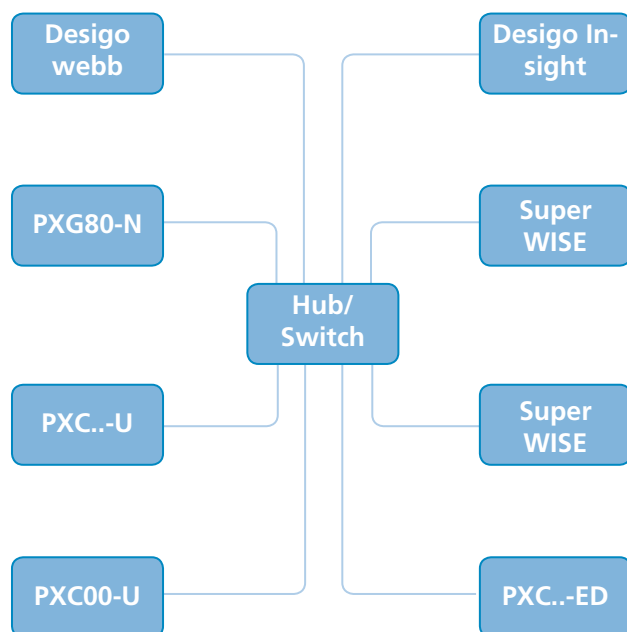 Desigo
webb
Desigo In-
sight
PXG80-N
Super
WISE
Hub/
Switch
PXC..-U
Super
WISE
PXC00-U
PXC..-ED